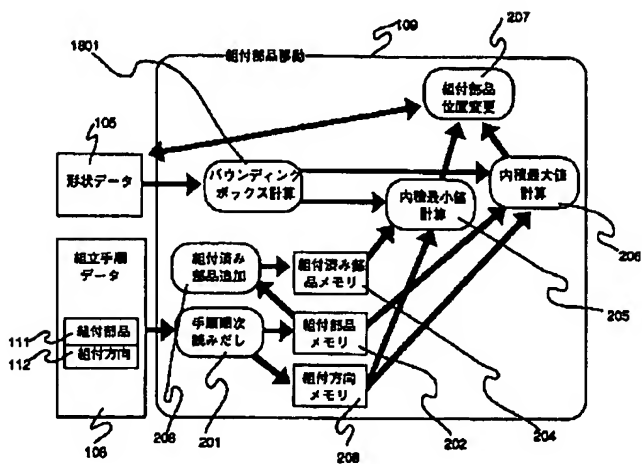 207
109
1801
組付部品移動
組付部品
位置変更
105
形状データ
バウンディング
ボックス計算
内積最小値
計算
内積最大値
計算
206
組立手順
データ
組付済み
部品追加
組付済み部
品メモリ
205
111
組付部品
手順順次
読みだし
組付部品
メモリ
112
組付方向
組付方向
メモリ
106
201
202
204